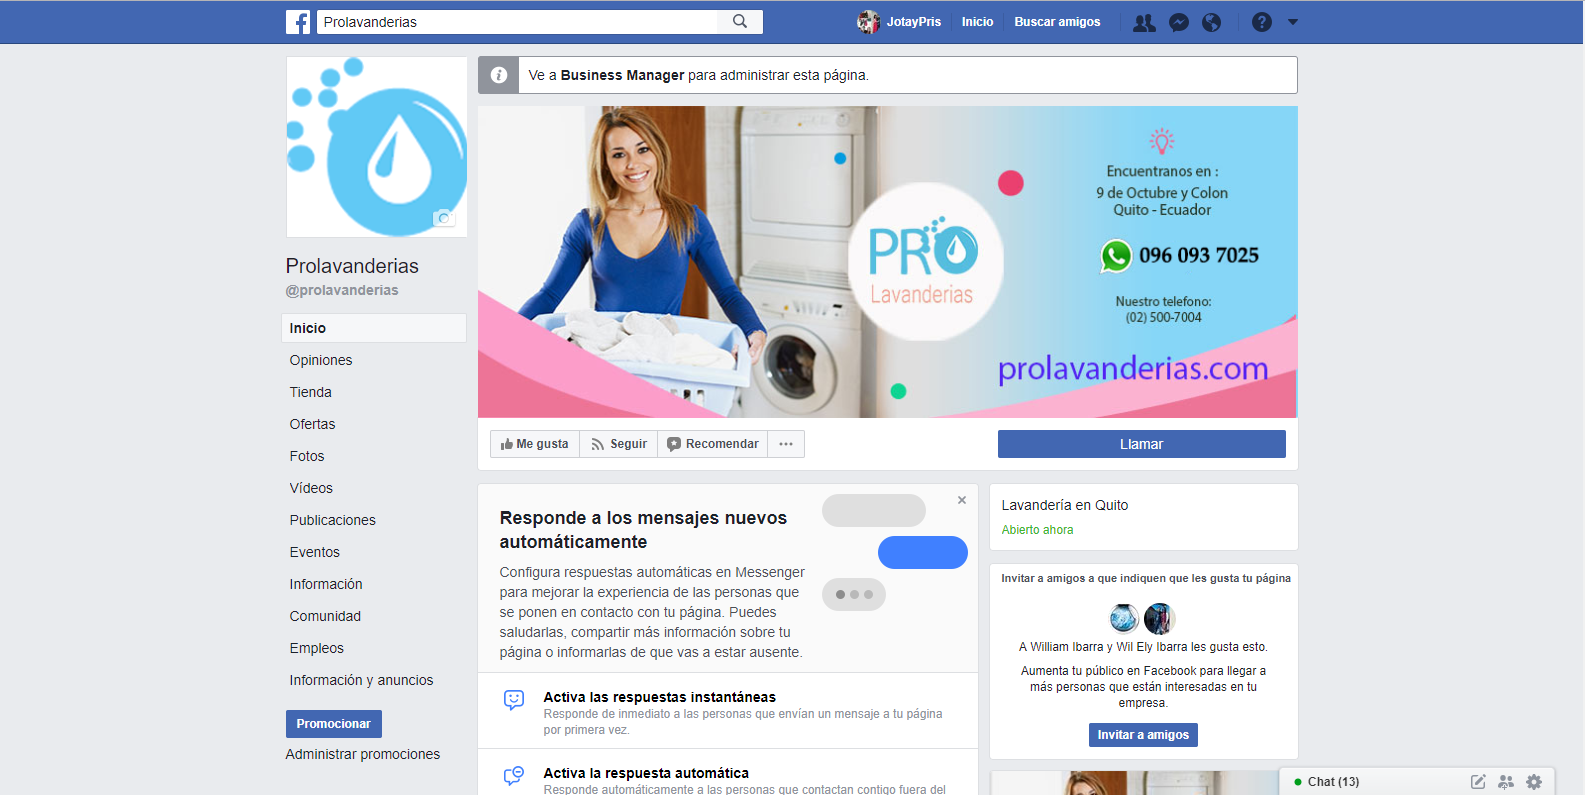 Prolavanderias
JotayPris
Inicio
Buscar amigos
Ve a Business Manager para administrar esta página.
Encuentranos en :
9 de Octubre y Colon
Quito - Ecuador
096 093 7025
Nuestro telefono:
(02) 500-7004
prolavanderias.com
PRO
Lavanderias
Prolavanderias
@prolavanderias
Inicio
Opiniones
Tienda
Ofertas
Fotos
Vídeos
Publicaciones
Eventos
Información
Comunidad
Empleos
Información y anuncios
Promocionar
Administrar promociones
Me gusta
Seguir
Recomendar
Llamar
Responde a los mensajes nuevos
automáticamente
Configura respuestas automáticas en Messenger
para mejorar la experiencia de las personas que
se ponen en contacto con tu página. Puedes
saludarlas, compartir más información sobre tu
página o informarlas de que vas a estar ausente.
Activa las respuestas instantáneas
Responde de inmediato a las personas que envían un mensaje a tu página
por primera vez.
Activa la respuesta automática
Responde automáticamente a las personas que contactan contigo fuera del
Lavandería en Quito
Abierto ahora
Invitar a amigos a que indiquen que les gusta tu página
A William Ibarra y Wil Ely Ibarra les gusta esto.
Aumenta tu público en Facebook para llegar a
más personas que están interesadas en tu
empresa.
Invitar a amigos
Chat (13)